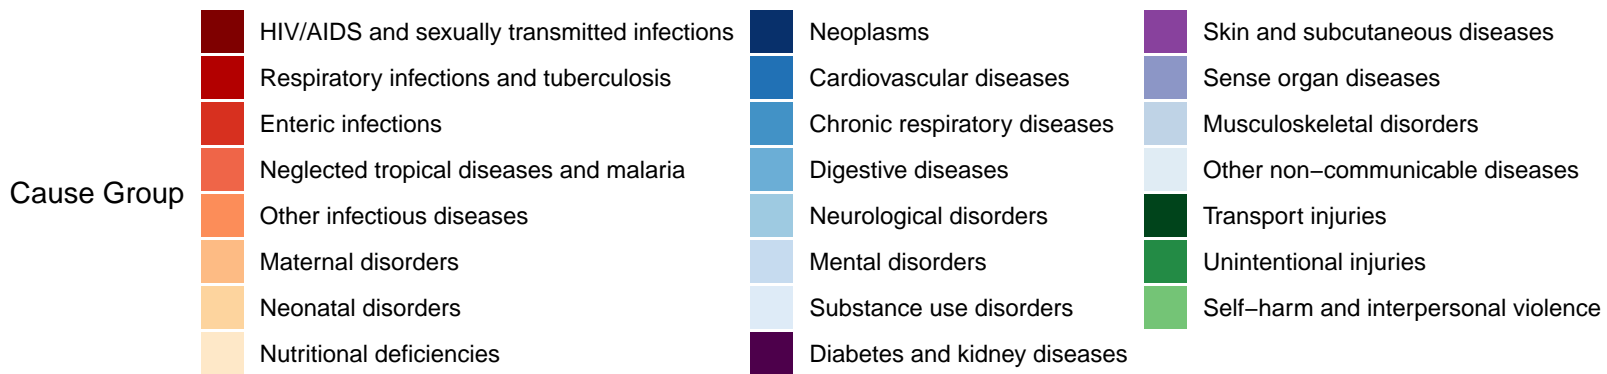 Cause Group
HIV/AIDS and sexually transmitted infections
Respiratory infections and tuberculosis
Enteric infections
Neglected tropical diseases and malaria
Other infectious diseases
Maternal disorders
Neonatal disorders
Nutritional deficiencies
Neoplasms
Cardiovascular diseases
Chronic respiratory diseases
Digestive diseases
Neurological disorders
Mental disorders
Substance use disorders
Diabetes and kidney diseases
Skin and subcutaneous diseases
Sense organ diseases
Musculoskeletal disorders
Other non−communicable diseases
Transport injuries
Unintentional injuries
Self−harm and interpersonal violence